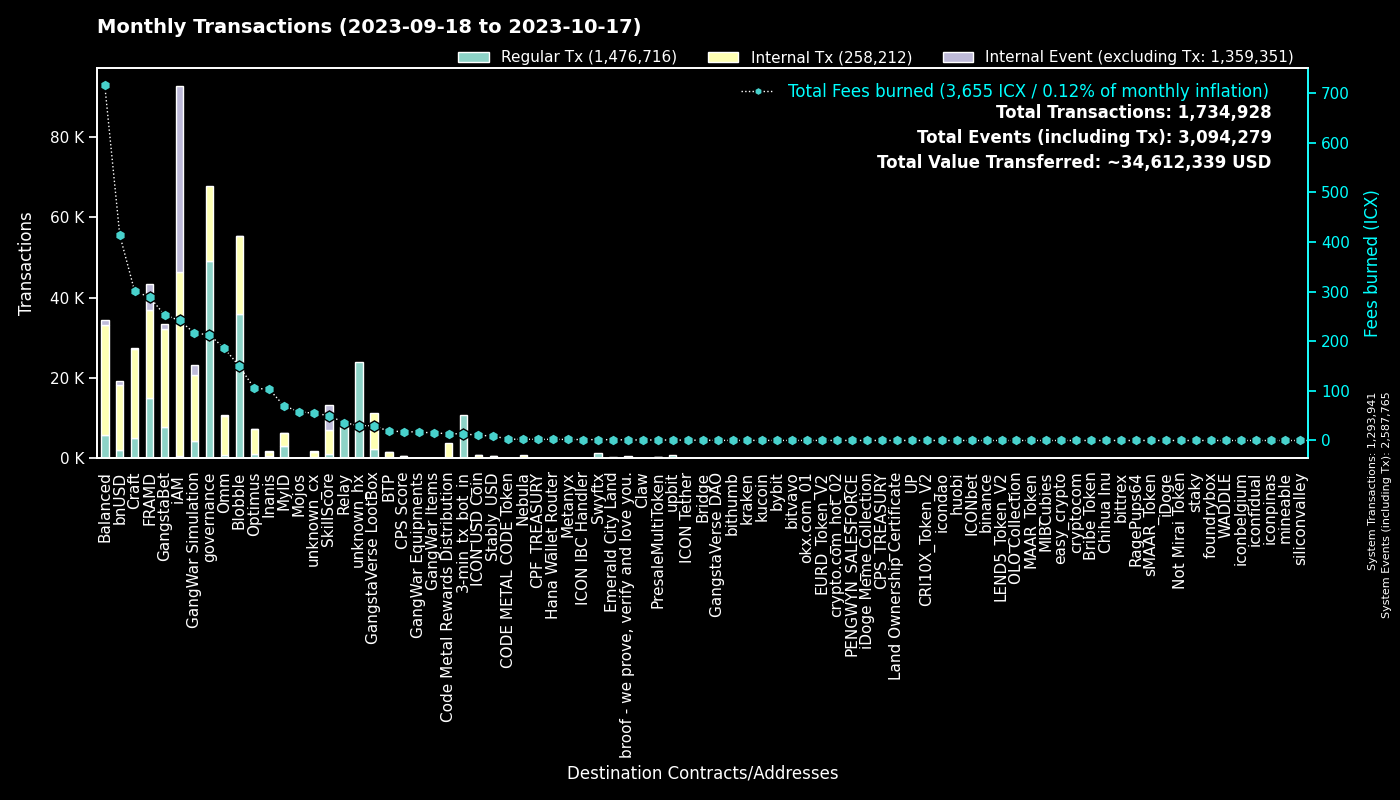 Monthly Transactions (2023-09-18 to 2023-10-17)
Regular Tx (1,476,716)
Internal Tx (258,212)
Internal Event (excluding Tx: 1,359,351)
Total Fees burned (3,655 ICX / 0.12% of monthly inflation)
Total Transactions: 1,734,928
Total Events (including Tx): 3,094,279
Total Value Transferred: ~34,612,339 USD
Transactions
80 K
60 K
40 K
20 K
0 K
700
600
500
400
300
200
100
0
Fees burned (ICX)
System Transactions: 1,293,941
System Events (including Tx): 2,587,765
Balanced
bnUSD
Craft
FRAMD
GangstaBet
iAM
GangWar Simulation
governance
Omm
Blobble
Optimus
Inanis
MyID
Mojos
unknown_cx
SkillScore
Relay
unknown_hx
GangstaVerse LootBox
BTP
CPS Score
GangWar Equipments
GangWar Items
Code Metal Rewards Distribution
3-min_tx_bot_in
ICON USD Coin
Stably_USD
CODE METAL CODE Token
Nebula
CPF_TREASURY
Hana Wallet Router
Metanyx
ICON IBC Handler
Swyftx
Emerald City Land
broof - we prove, verify and love you.
Claw
PresaleMultiToken
upbit
ICON Tether
Bridge
GangstaVerse DAO
bithumb
kraken
kucoin
bybit
bitvavo
okx.com_01
EURD_Token_V2
crypto.com_hot_02
PENGWYN_SALESFORCE
iDoge Meme Collection
CPS_TREASURY
Land Ownership Certificate
UP
CRI10X_Token_V2
icondao
huobi
ICONbet
binance
LEND5_Token_V2
OLO Collection
MAAR_Token
MIBCubies
easy_crypto
cryptocom
Bribe Token
Chihua Inu
bittrex
RagePups64
sMAAR_Token
iDoge
Not Mirai Token
staky
foundrybox
WADDLE
iconbelgium
iconfidual
iconpinas
mineable
siliconvalley
Destination Contracts/Addresses